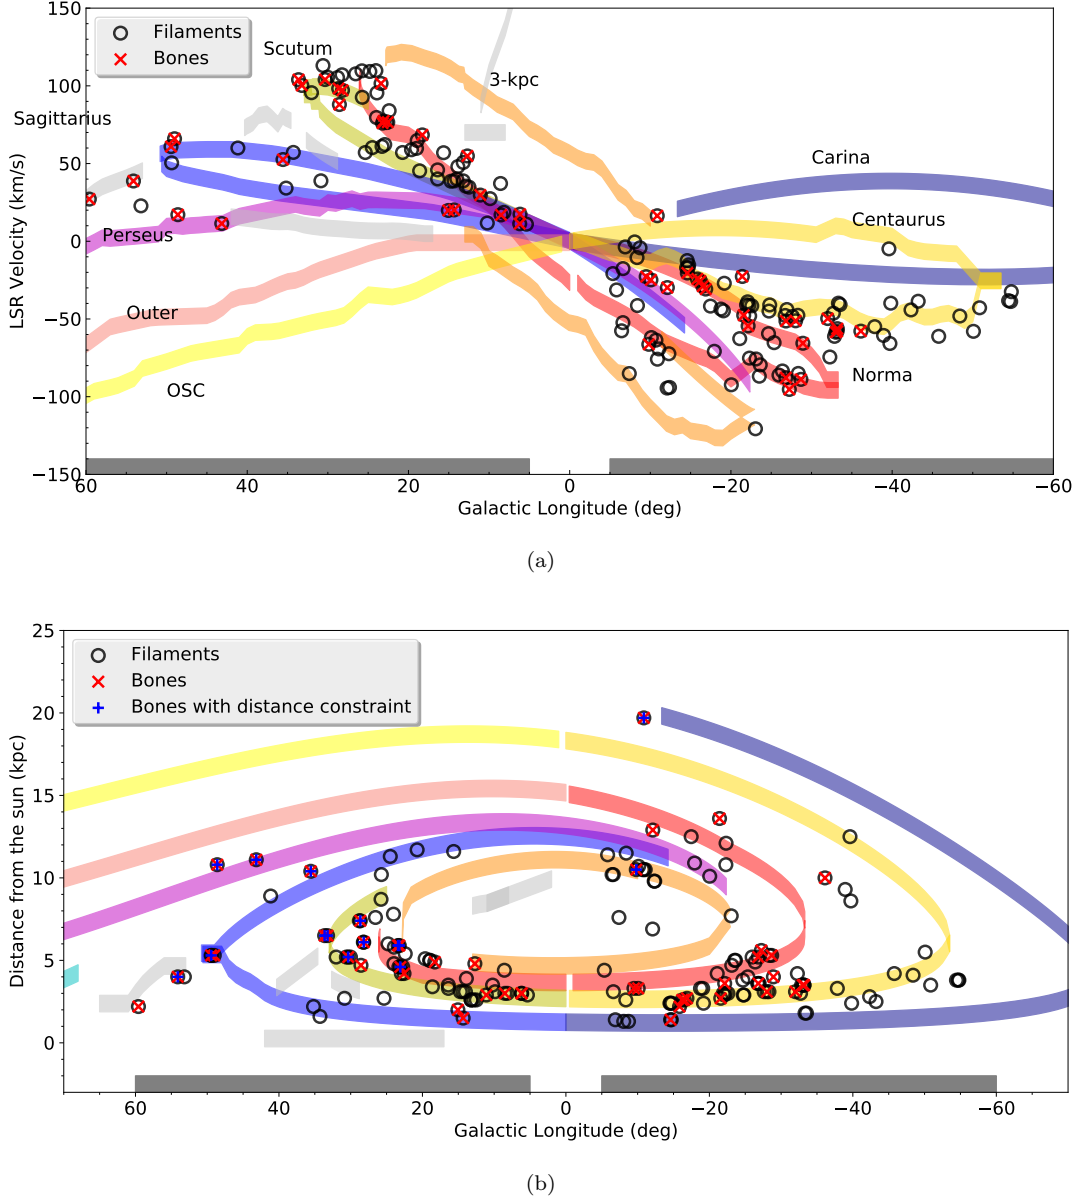 150
100
50
0
−50
−100
−150
LSR Velocity (km/s)
Filaments
Bones
Scutum
3-kpc
Sagittarius
Carina
Centaurus
Perseus
Outer
OSC
Norma
60 40 20 0 −20 −40 −60
Galactic Longitude (deg)
(a)
25
20
15
10
5
0
Distance from the sun (kpc)
Filaments
Bones
Bones with distance constraint
60 40 20 0 −20 −40 −60
Galactic Longitude (deg)
(b)